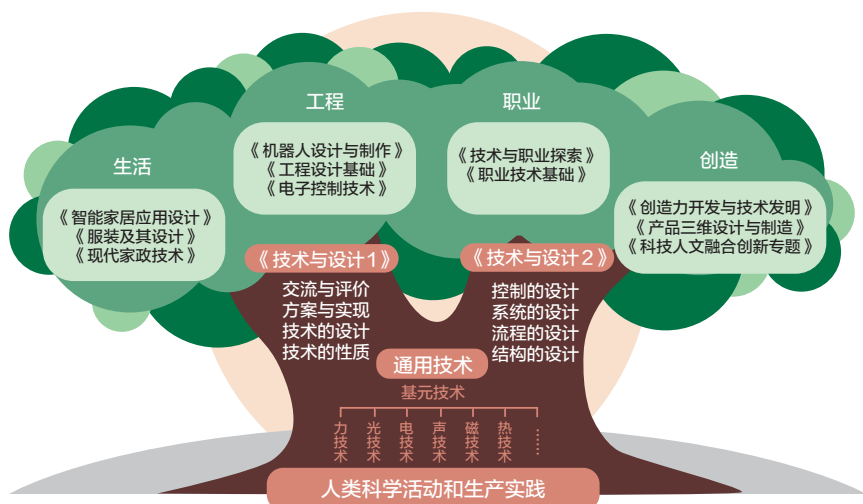 工程
职业
生活
创造
《机器人设计与制作》
《工程设计基础》
《电子控制技术》
《技术与职业探索》
《职业技术基础》
《智能家居应用设计》
《服装及其设计》
《现代家政技术》
《创造力开发与技术发明》
《产品三维设计与制造》
《科技人文融合创新专题》
《技术与设计1》
交流与评价
方案与实现
技术的设计
技术的性质
《技术与设计2》
控制的设计
系统的设计
流程的设计
结构的设计
通用技术
基元技术
力技术
光技术
电技术
声技术
磁技术
热技术
……
人类科学活动和生产实践